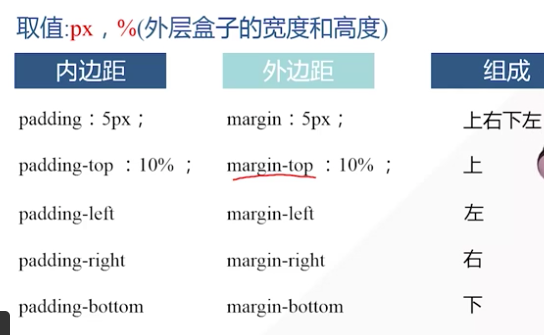 取值:px，%(外层盒子的宽度和高度)
内边距 外边距 组成
padding：5px； margin：5px； 上右下左
padding-top ：10% ； margin-top ：10% ； 上
padding-left margin-left 左
padding-right margin-right 右
padding-bottom margin-bottom 下